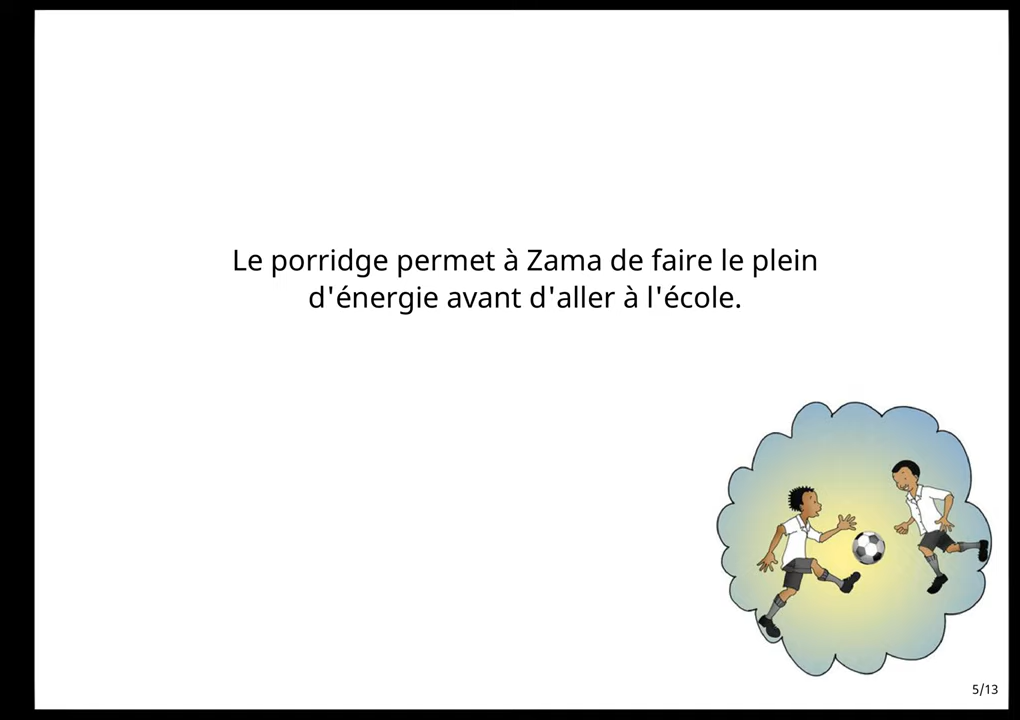 Le porridge permet à Zama de faire le plein
d'énergie avant d'aller à l'école.
5/13